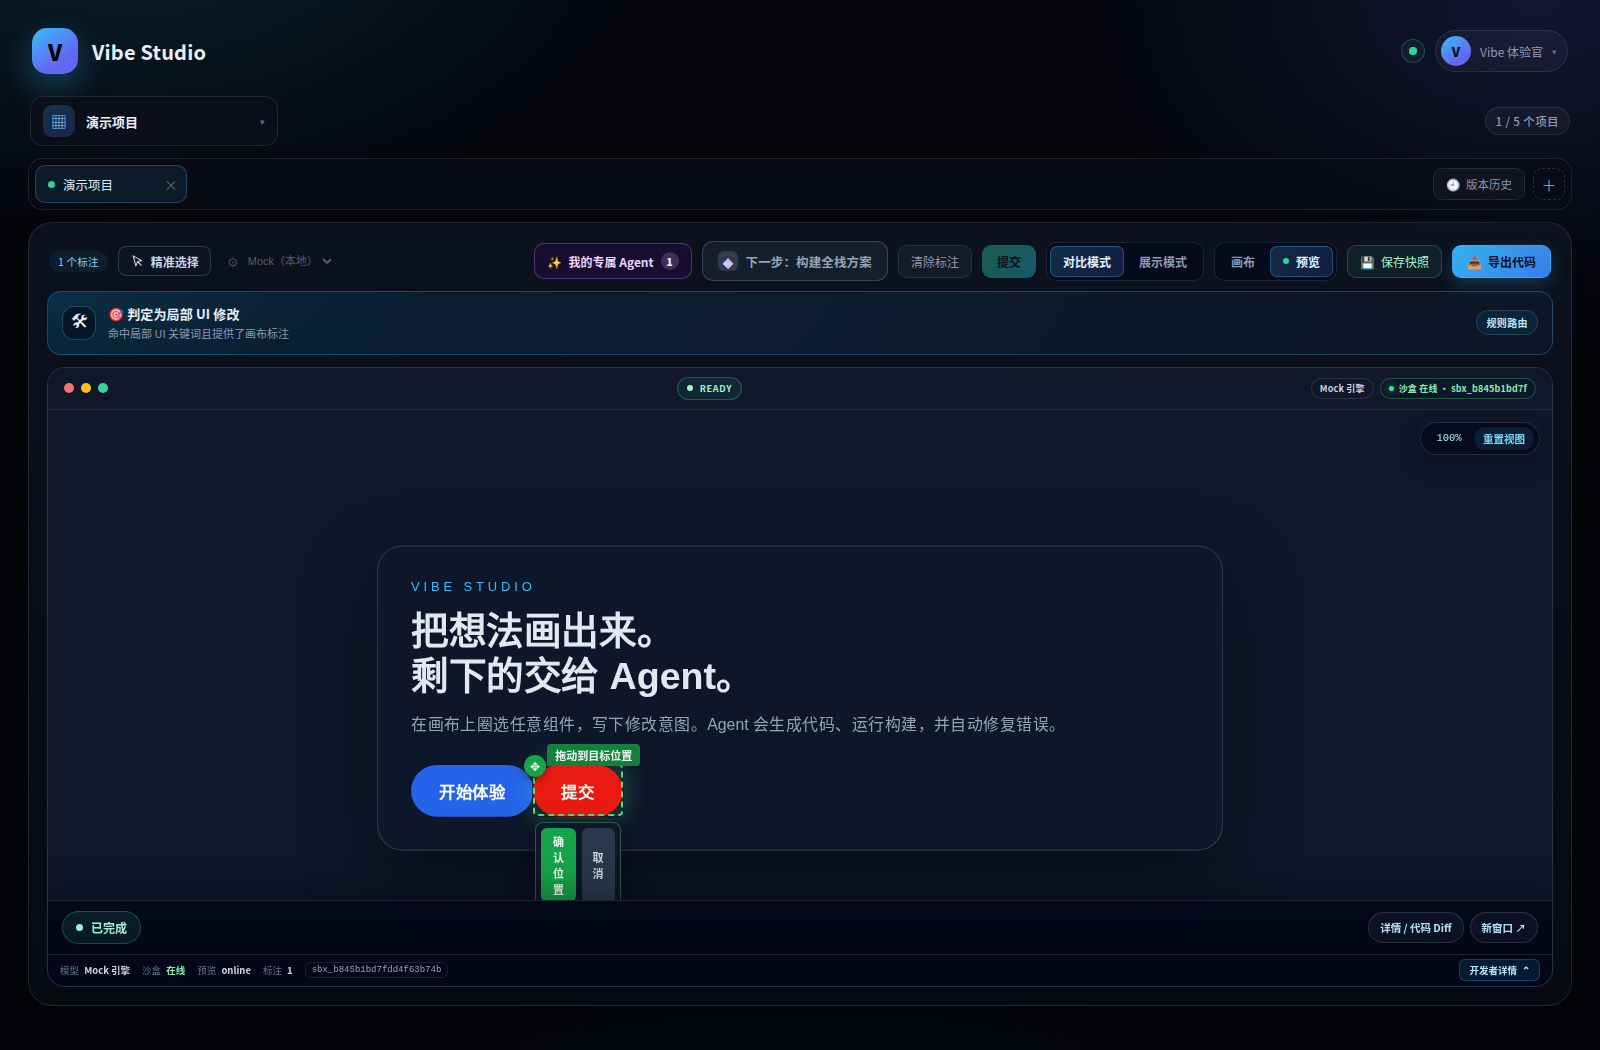 V
Vibe Studio
V
Vibe 体验官
演示项目
1 / 5 个项目
演示项目
版本历史
1 个标注
精准选择
Mock（本地）
我的专属 Agent
1
下一步：构建全栈方案
清除标注
提交
对比模式
展示模式
画布
预览
保存快照
导出代码
判定为局部 UI 修改
命中局部 UI 关键词且提供了画布标注
规则路由
READY
Mock 引擎
沙盒 在线 · sbx_b845b1bd7f
100%
重置视图
VIBE STUDIO
把想法画出来。
剩下的交给 Agent。
在画布上圈选任意组件，写下修改意图。Agent 会生成代码、运行构建，并自动修复错误。
拖动到目标位置
开始体验
提交
确
认
位
置
取
消
已完成
详情 / 代码 Diff
新窗口 ↗
模型 Mock 引擎 沙盒 在线 预览 online 标注 1 sbx_b845b1bd7fdd4f63b74b
开发者详情